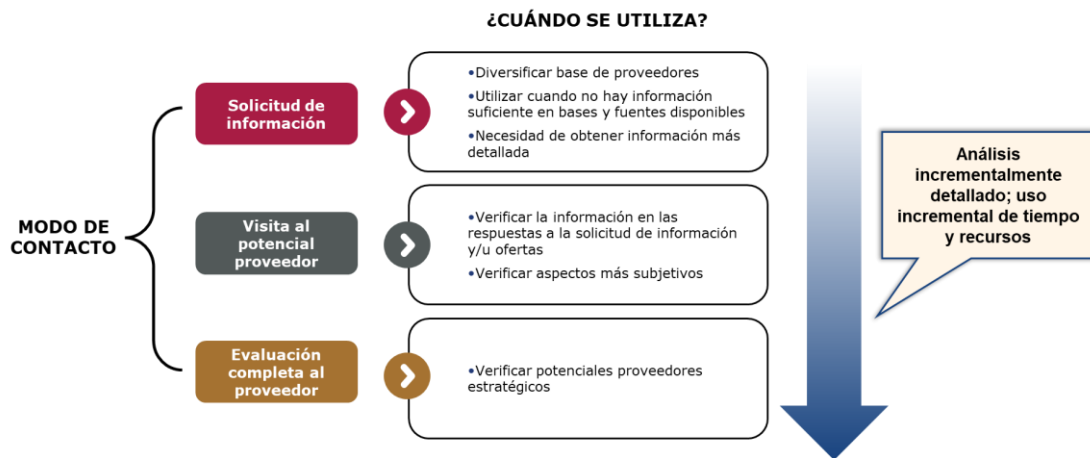 ¿CUÁNDO SE UTILIZA?
Solicitud de
información
•Diversificar base de proveedores
•Utilizar cuando no hay información
suficiente en bases y fuentes disponibles
•Necesidad de obtener información más
detallada
MODO DE
CONTACTO
Visita al
potencial
proveedor
•Verificar la información en las
respuestas a la solicitud de información
y/u ofertas
•Verificar aspectos más subjetivos
Evaluación
completa al
proveedor
•Verificar potenciales proveedores
estratégicos
Análisis
incrementalmente
detallado; uso
incremental de tiempo
y recursos